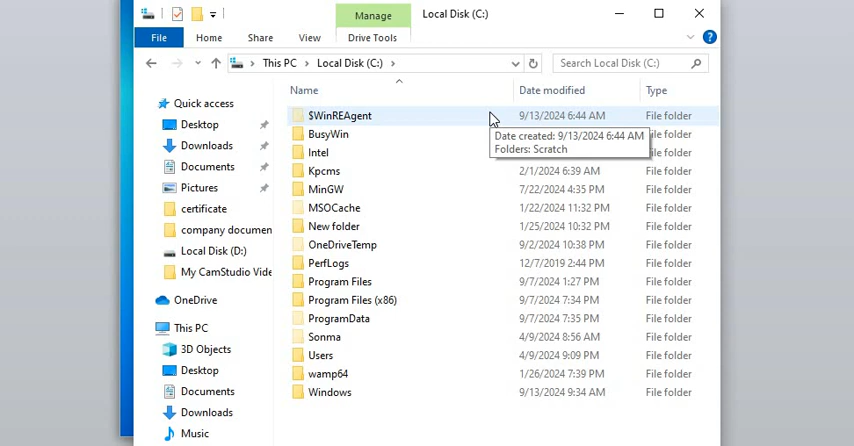 Manage
Local Disk (C:)
File
Home
Share
View
Drive Tools
This PC
Local Disk (C:)
Search Local Disk (C:)
Name
Date modified
Type
Quick access
Desktop
Downloads
Documents
Pictures
certificate
company documen
Local Disk (D:)
My CamStudio Vide
OneDrive
This PC
3D Objects
Desktop
Documents
Downloads
Music
$WinREAgent 9/13/2024 6:44 AM File folder
BusyWin File folder
Intel File folder
Kpcms 2/1/2024 6:39 AM File folder
MinGW 7/22/2024 4:35 PM File folder
MSOCache 1/22/2024 11:32 PM File folder
New folder 1/25/2024 10:32 PM File folder
OneDriveTemp 9/2/2024 10:38 PM File folder
PerfLogs 12/7/2019 2:44 PM File folder
Program Files 9/7/2024 1:27 PM File folder
Program Files (x86) 9/7/2024 7:34 PM File folder
ProgramData 9/7/2024 7:35 PM File folder
Sonma 4/9/2024 8:56 AM File folder
Users 4/9/2024 9:09 PM File folder
wamp64 1/26/2024 7:39 PM File folder
Windows 9/13/2024 9:34 AM File folder
Date created: 9/13/2024 6:44 AM
Folders: Scratch